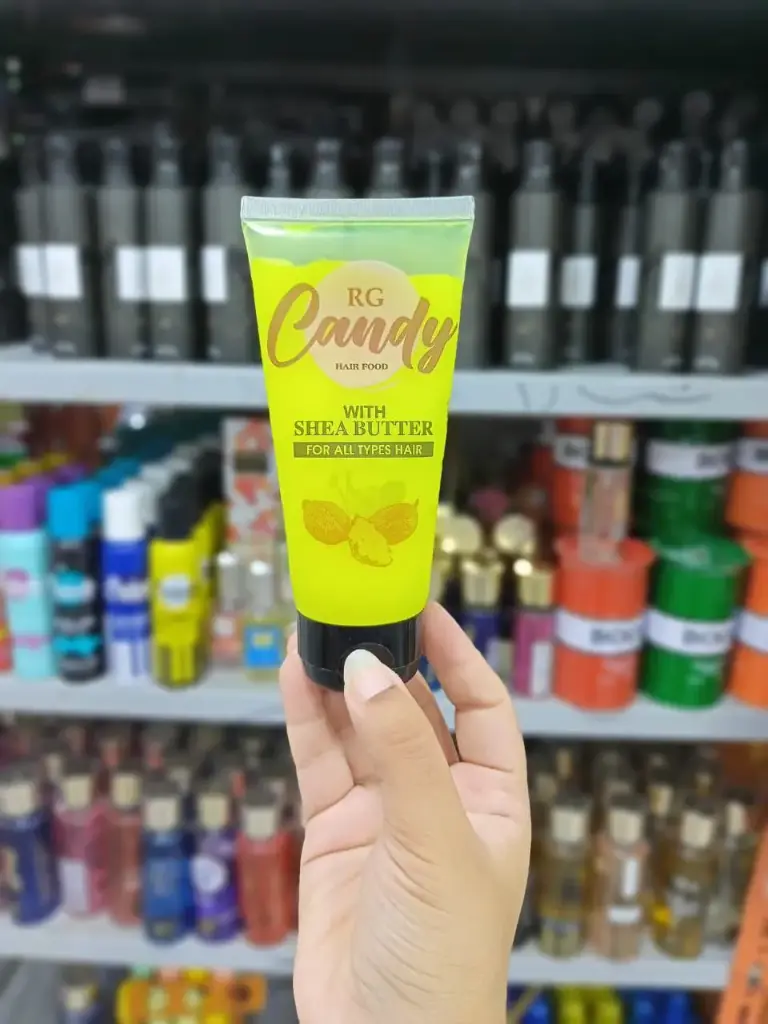 RG
Candy
HAIR FOOD
WITH
SHEA BUTTER
FOR ALL TYPES HAIR